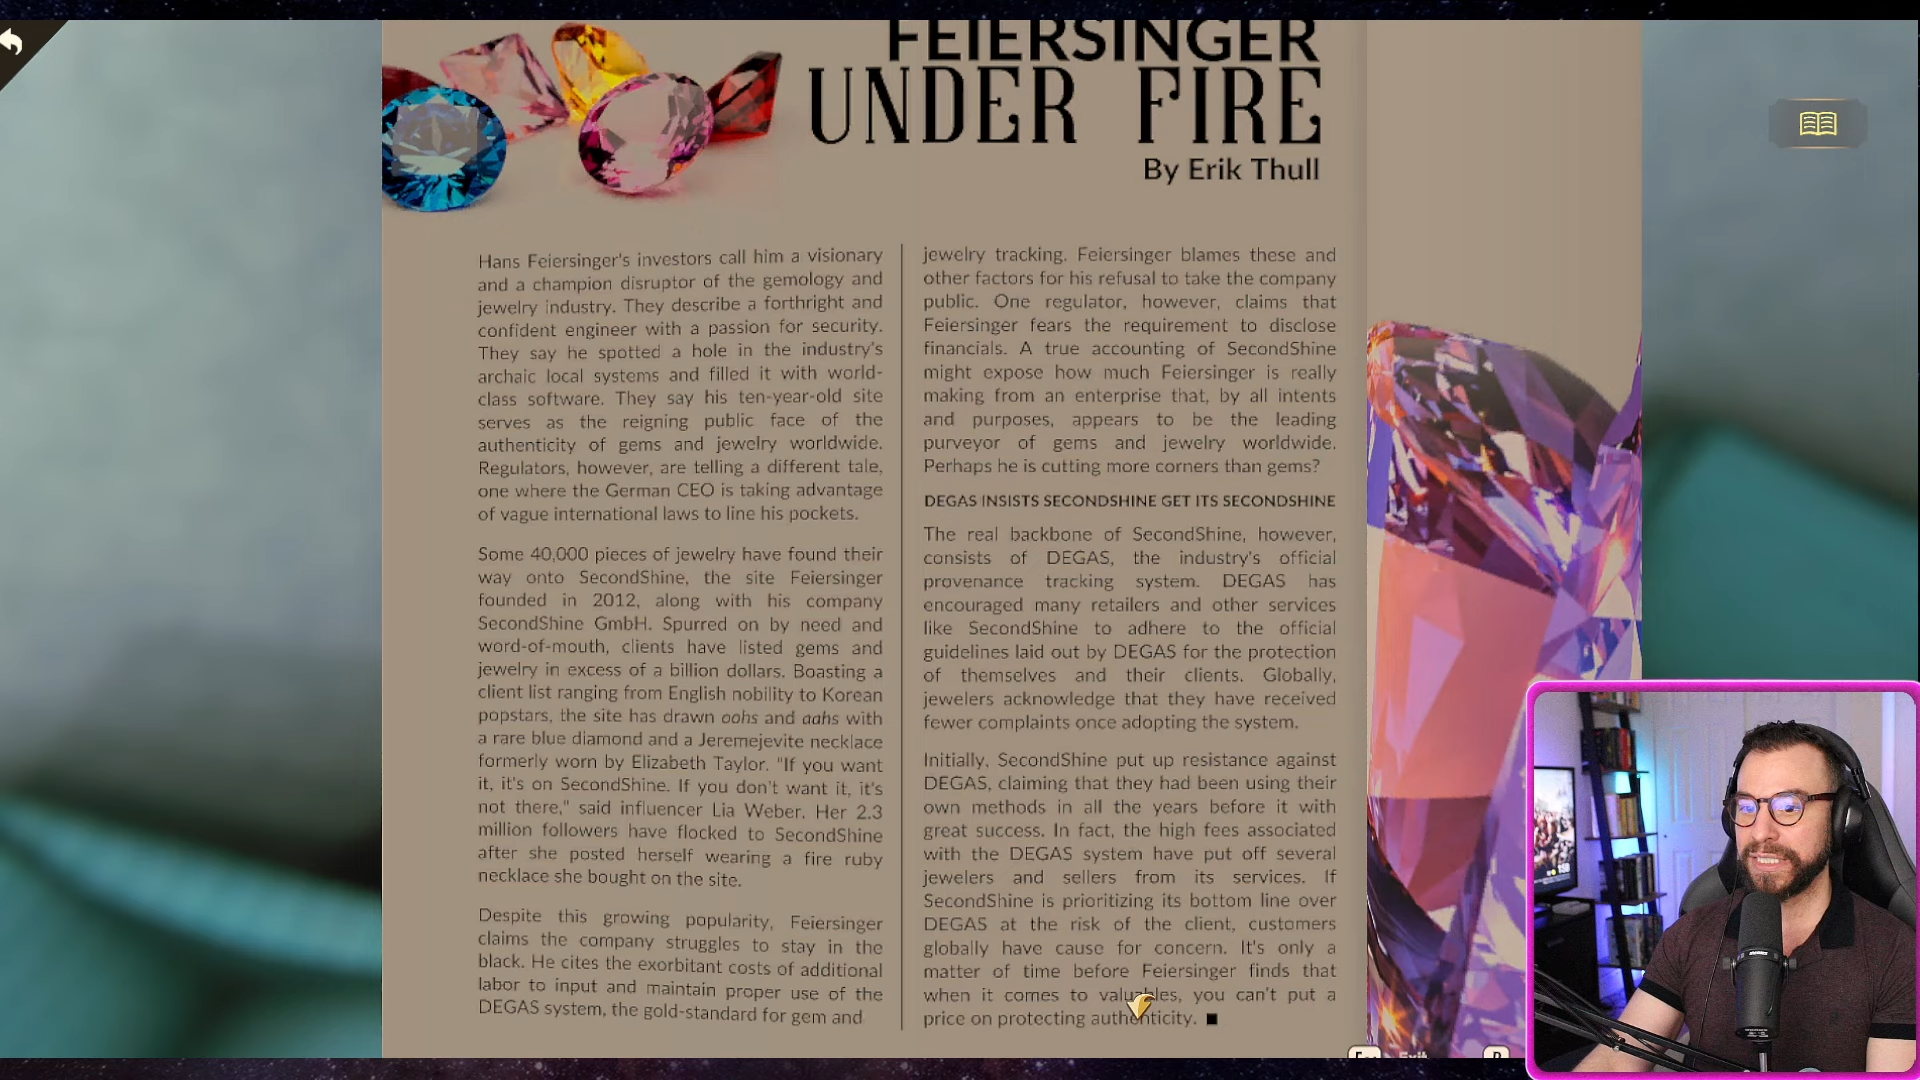 FEIERSINGER
UNDER FIRE
By Erik Thull
Hans Feiersinger's investors call him a visionary
and a champion disruptor of the gemology and
jewelry industry. They describe a forthright and
confident engineer with a passion for security.
They say he spotted a hole in the industry's
archaic local systems and filled it with world-
class software. They say his ten-year-old site
serves as the reigning public face of the
authenticity of gems and jewelry worldwide.
Regulators, however, are telling a different tale,
one where the German CEO is taking advantage
of vague international laws to line his pockets.
Some 40,000 pieces of jewelry have found their
way onto SecondShine, the site Feiersinger
founded in 2012, along with his company
SecondShine GmbH. Spurred on by need and
word-of-mouth, clients have listed gems and
jewelry in excess of a billion dollars. Boasting a
client list ranging from English nobility to Korean
popstars, the site has drawn oohs and aahs with
a rare blue diamond and a Jeremejevite necklace
formerly worn by Elizabeth Taylor. "If you want
it, it's on SecondShine. If you don't want it, it's
not there," said influencer Lia Weber. Her 2.3
million followers have flocked to SecondShine
after she posted herself wearing a fire ruby
necklace she bought on the site.
Despite this growing popularity, Feiersinger
claims the company struggles to stay in the
black. He cites the exorbitant costs of additional
labor to input and maintain proper use of the
DEGAS system, the gold-standard for gem and
jewelry tracking. Feiersinger blames these and
other factors for his refusal to take the company
public. One regulator, however, claims that
Feiersinger fears the requirement to disclose
financials. A true accounting of SecondShine
might expose how much Feiersinger is really
making from an enterprise that, by all intents
and purposes, appears to be the leading
purveyor of gems and jewelry worldwide.
Perhaps he is cutting more corners than gems?
DEGAS INSISTS SECONDSHINE GET ITS SECONDSHINE
The real backbone of SecondShine, however,
consists of DEGAS, the industry's official
provenance tracking system. DEGAS has
encouraged many retailers and other services
like SecondShine to adhere to the official
guidelines laid out by DEGAS for the protection
of themselves and their clients. Globally,
jewelers acknowledge that they have received
fewer complaints once adopting the system.
Initially, SecondShine put up resistance against
DEGAS, claiming that they had been using their
own methods in all the years before it with
great success. In fact, the high fees associated
with the DEGAS system have put off several
jewelers and sellers from its services. If
SecondShine is prioritizing its bottom line over
DEGAS at the risk of the client, customers
globally have cause for concern. It's only a
matter of time before Feiersinger finds that
when it comes to valuables, you can't put a
price on protecting authenticity. ■